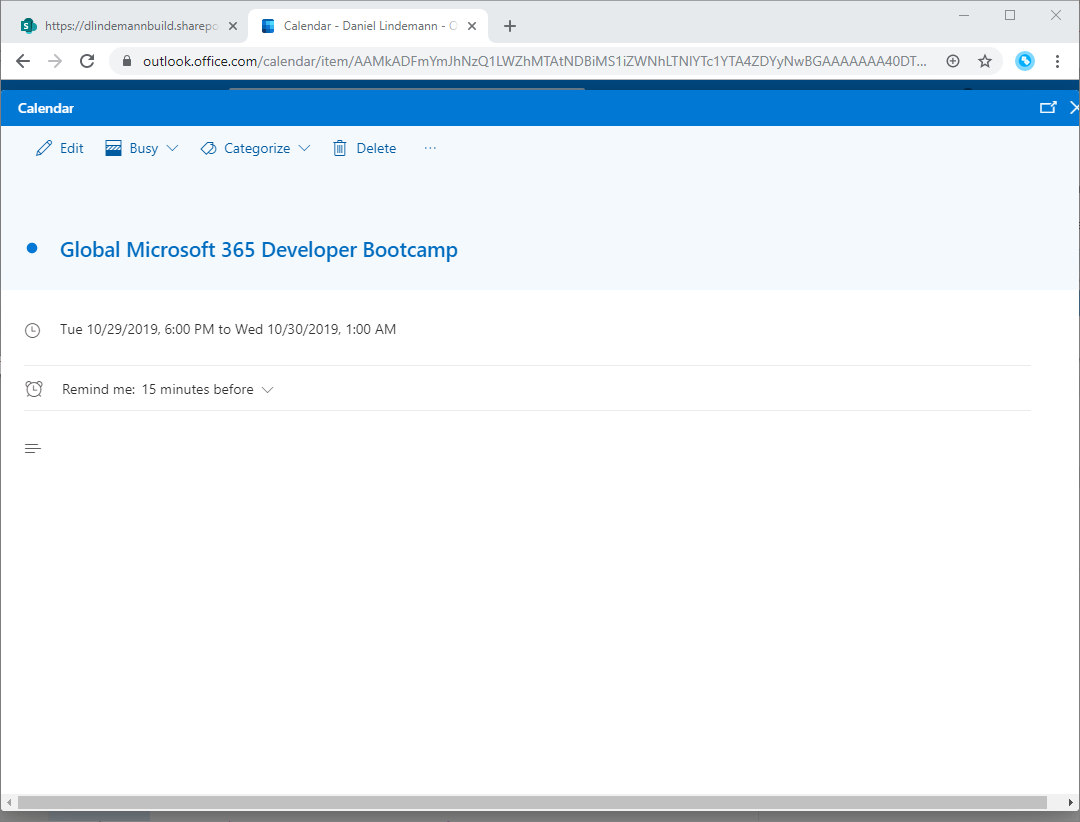 https://dlindemannbuild.sharepo
Calendar - Daniel Lindemann - O
outlook.office.com/calendar/item/AAMkADFmYmJhNzQ1LWZhMTAtNDBiMS1iZWNhLTNlYTc1YTA4ZDYyNwBGAAAAAAA40DT...
Calendar
Edit Busy Categorize Delete ...
Global Microsoft 365 Developer Bootcamp
Tue 10/29/2019, 6:00 PM to Wed 10/30/2019, 1:00 AM
Remind me: 15 minutes before